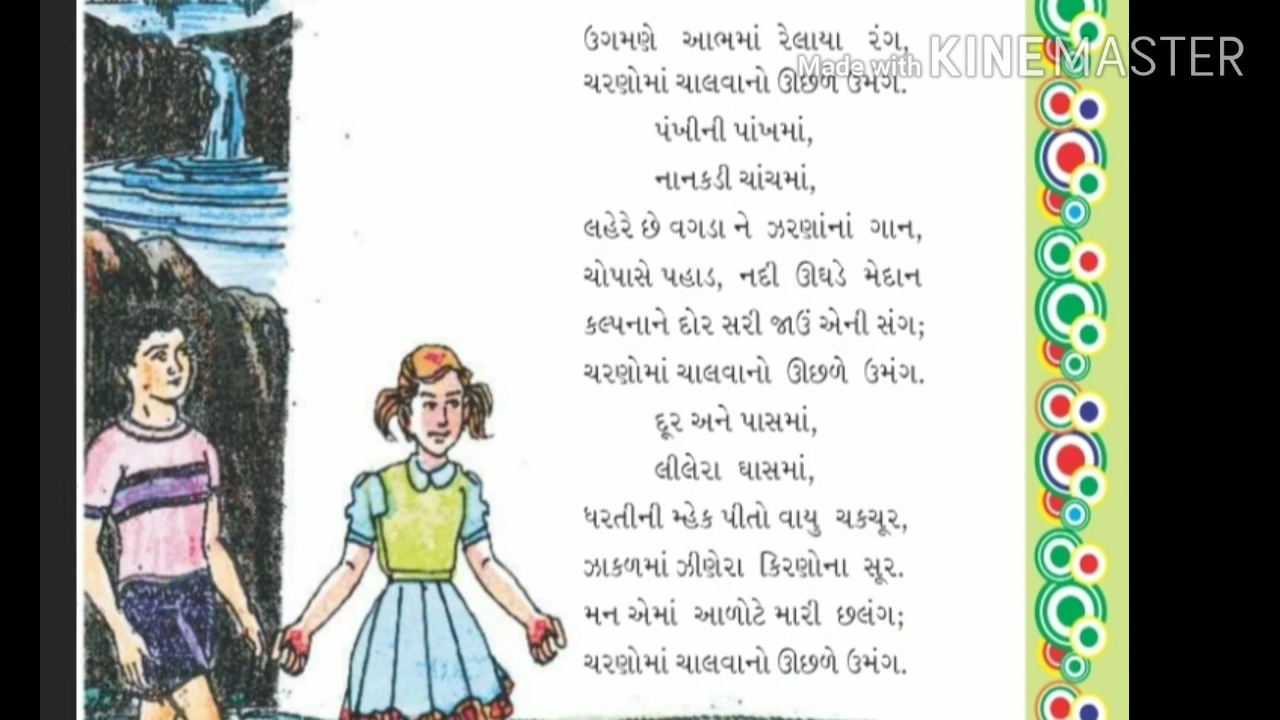 ઉગમણે આભમાં રેલાયા રંગ,
Made with KINEMASTER
ચરણોમાં ચાલવાનો ઊછળે ઉમંગ.
પંખીની પાંખમાં,
નાનકડી ચાંચમાં,
લહેરે છે વગડા ને ઝરણાંનાં ગાન,
ચોપાસે પહાડ, નદી ઊઘડે મેદાન
કલ્પનાને દોર સરી જાઉં એની સંગ;
ચરણોમાં ચાલવાનો ઊછળે ઉમંગ.
દૂર અને પાસમાં,
લીલેરા ઘાસમાં,
ધરતીની મ્હેક પીતો વાયુ ચકચૂર,
ઝાકળમાં ઝીણેરા કિરણોના સૂર.
મન એમાં આળોટે મારી છલંગ;
ચરણોમાં ચાલવાનો ઊછળે ઉમંગ.